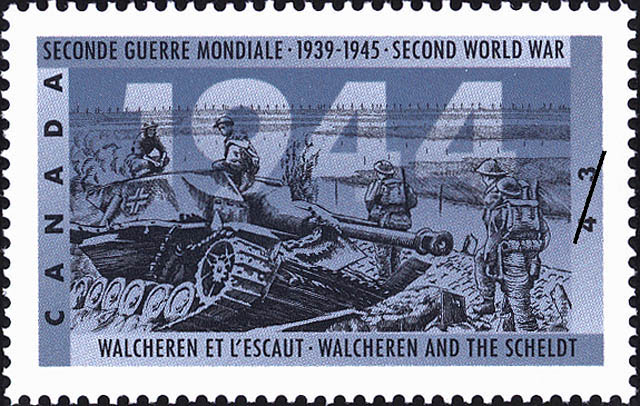 SECONDE GUERRE MONDIALE · 1939-1945 · SECOND WORLD WAR
1944
CANADA
43
WALCHEREN ET L'ESCAUT · WALCHEREN AND THE SCHELDT